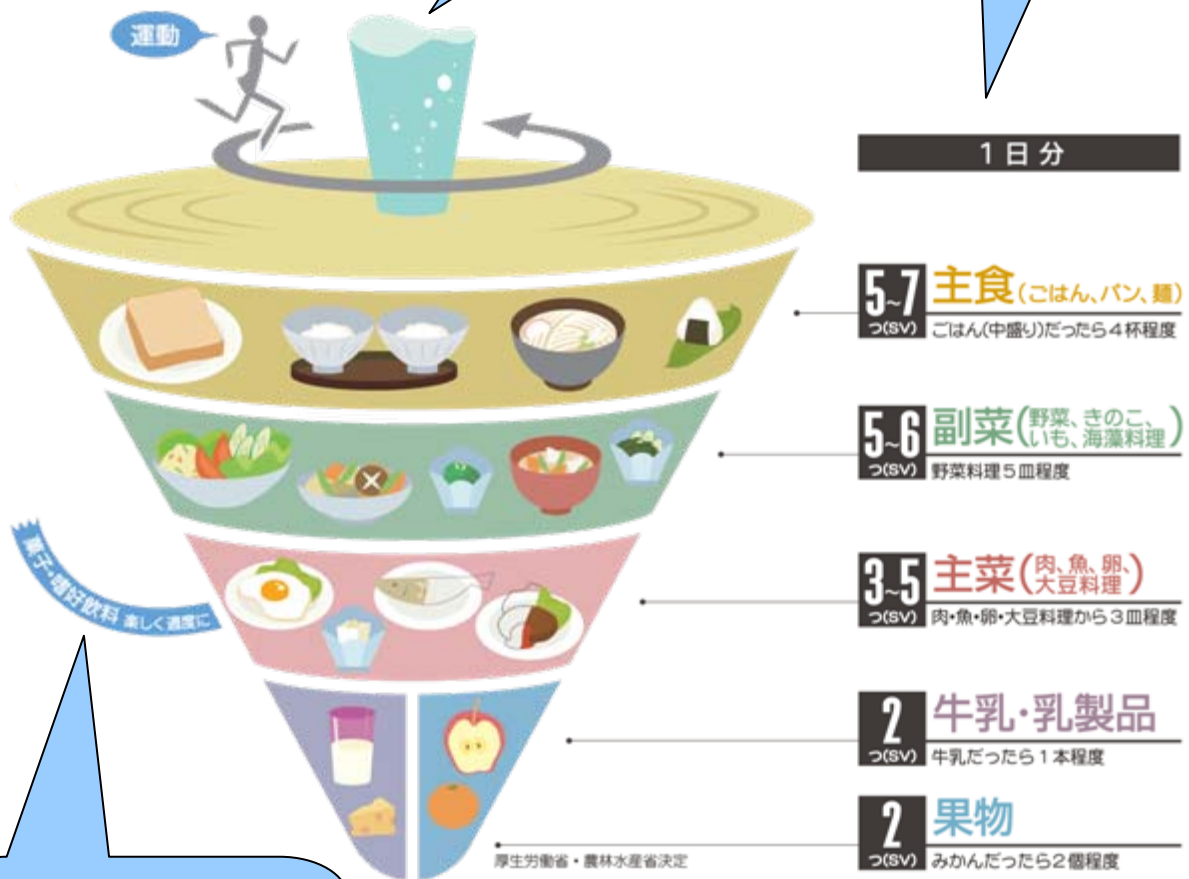 運動
1日分
5~7
つ(SV)
主食(ごはん、パン、麺)
ごはん(中盛り)だったら4杯程度
5~6
つ(SV)
副菜(野菜、きのこ、
いも、海藻料理)
野菜料理5皿程度
3~5
つ(SV)
主菜(肉、魚、卵、
大豆料理)
肉・魚・卵・大豆料理から3皿程度
菓子・嗜好飲料 楽しく適度に
2
つ(SV)
牛乳・乳製品
牛乳だったら1本程度
2
つ(SV)
果物
みかんだったら2個程度
厚生労働省・農林水産省決定